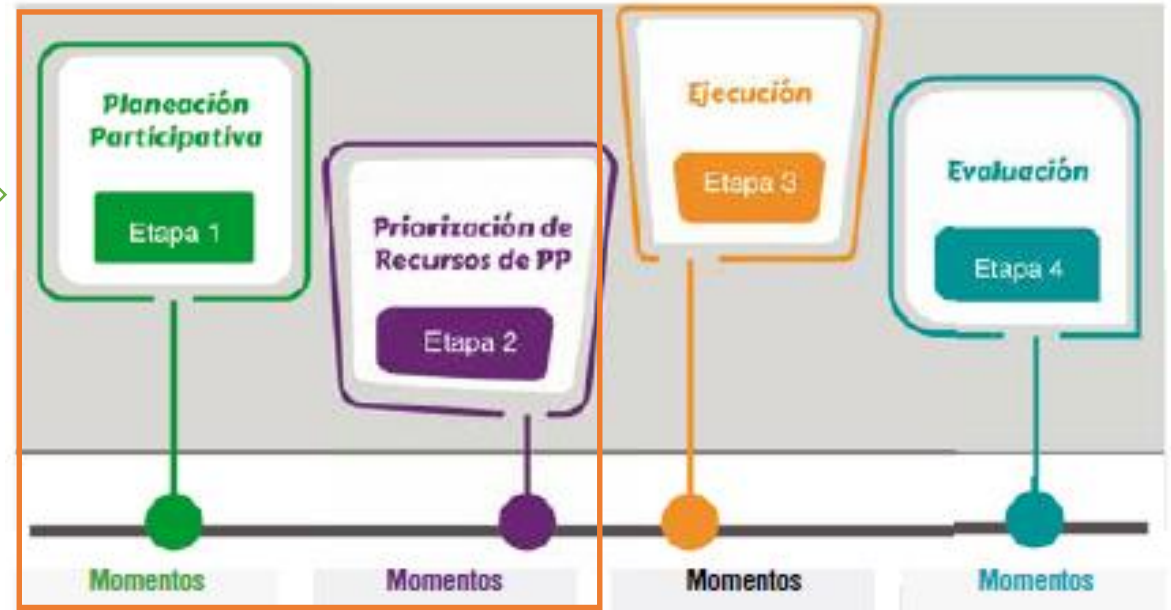 Planeación
Participativa
Etapa 1
Priorización de
Recursos de PP
Etapa 2
Ejecución
Etapa 3
Evaluación
Etapa 4
Momentos
Momentos
Momentos
Momentos